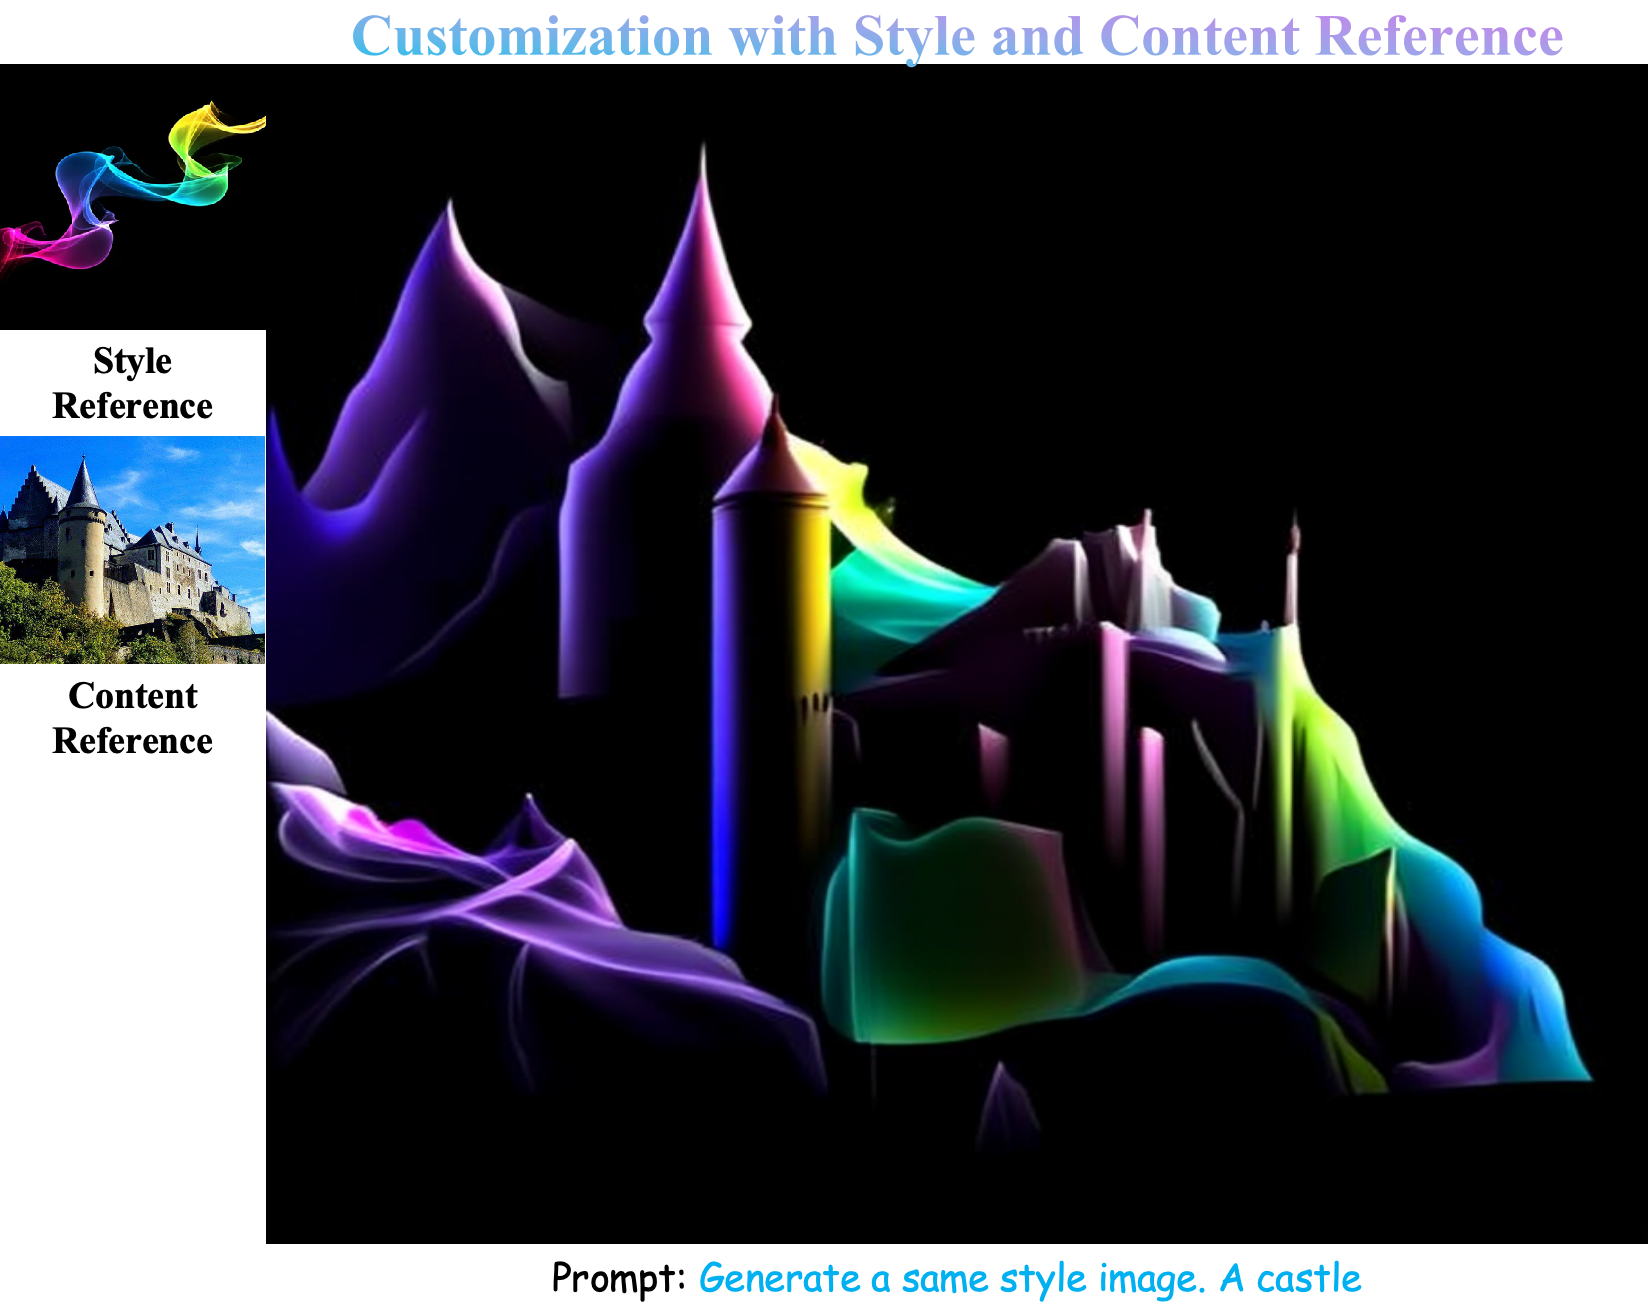 Customization with Style and Content Reference
Style
Reference
Content
Reference
Prompt: Generate a same style image. A castle